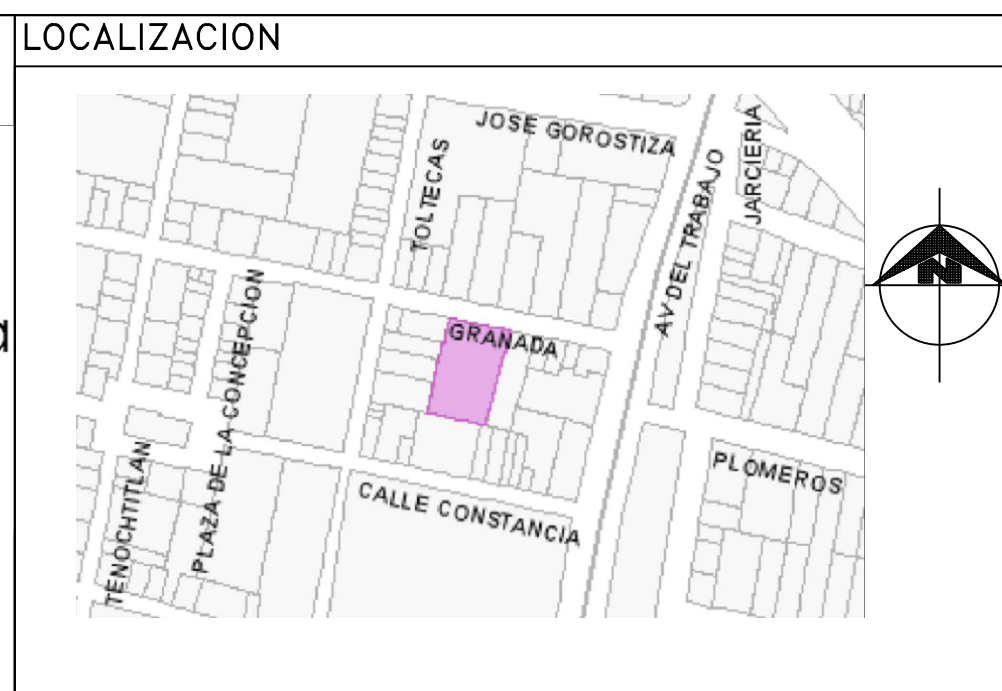 LOCALIZACION
JOSE GOROSTIZA
TOLTECAS
JARCIERIA
AV DEL TRABAJO
N
GRANADA
PLAZA DE LA CONCEPCION
TENOCHTITLAN
PLOMEROS
CALLE CONSTANCIA